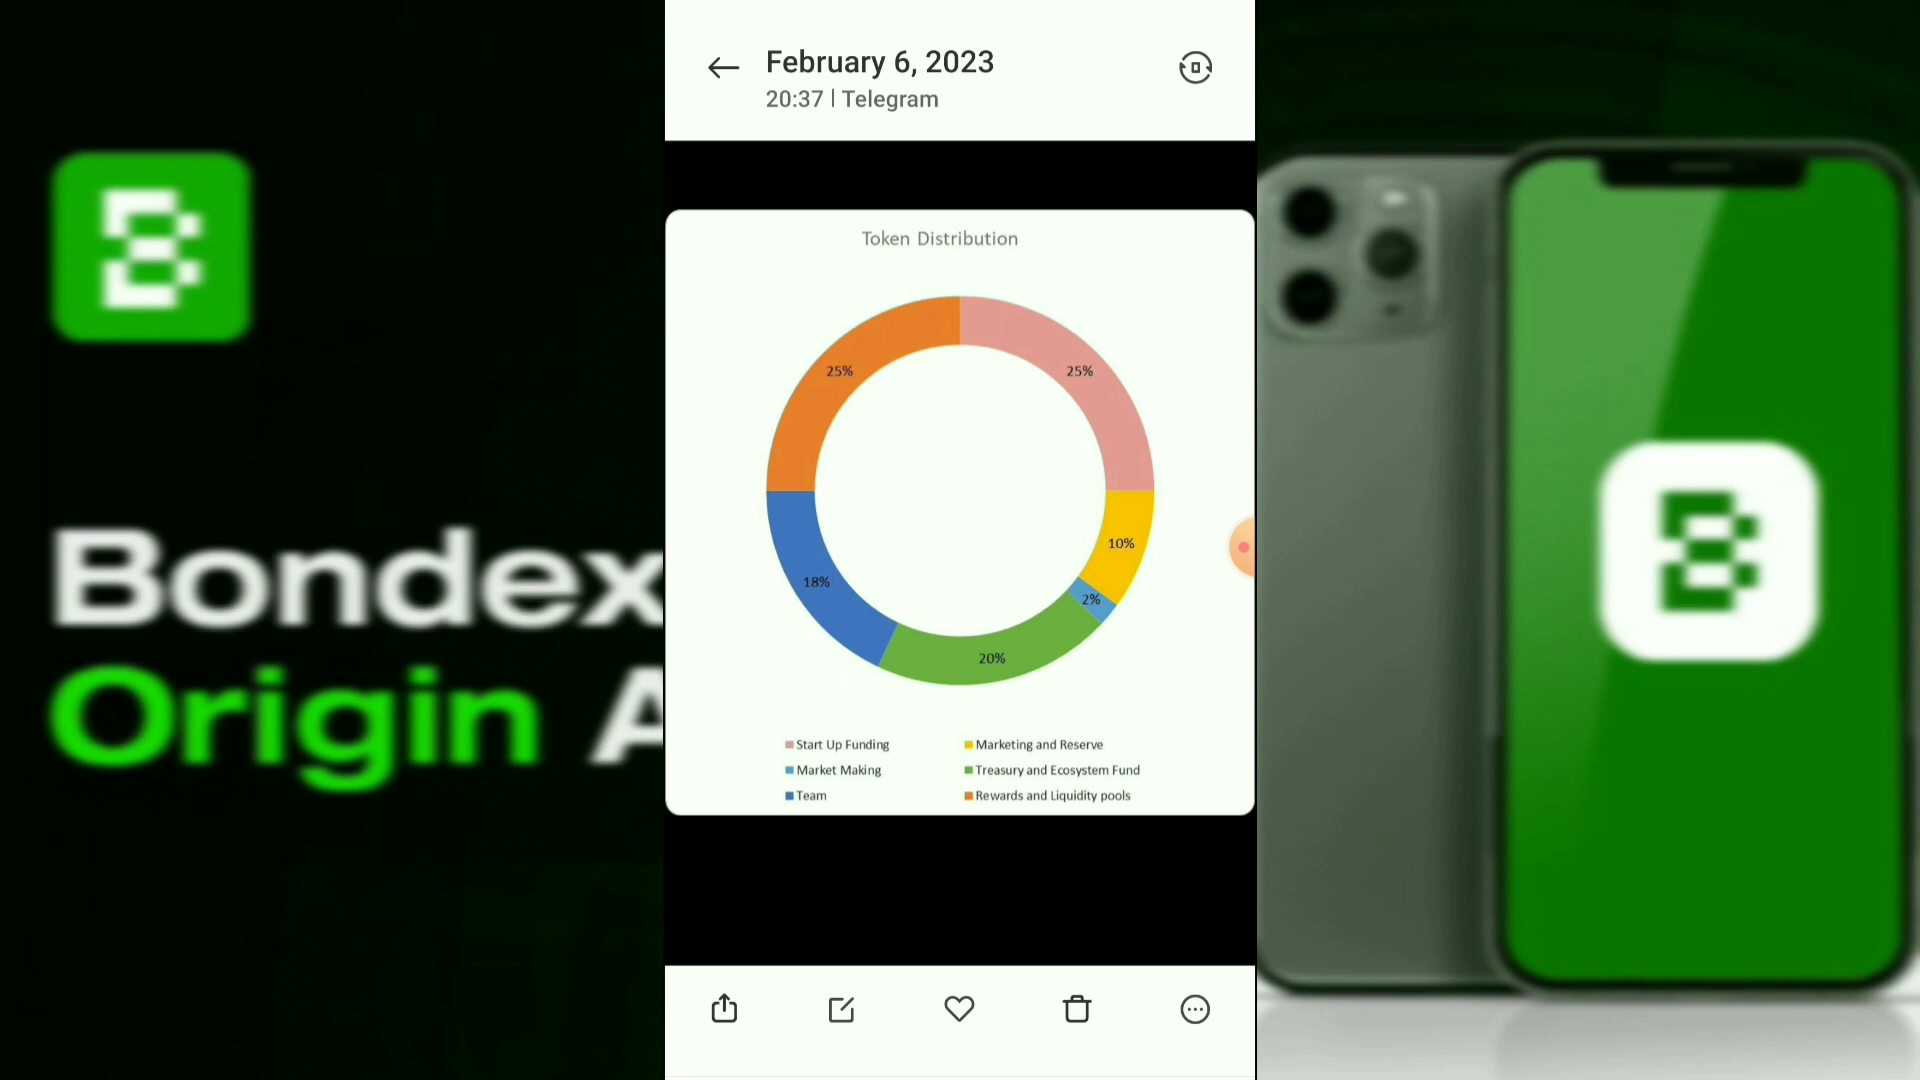 Bondex
Origin A
February 6, 2023
20:37 | Telegram
Token Distribution
25%
25%
10%
18%
2%
20%
Start Up Funding
Marketing and Reserve
Market Making
Treasury and Ecosystem Fund
Team
Rewards and Liquidity pools